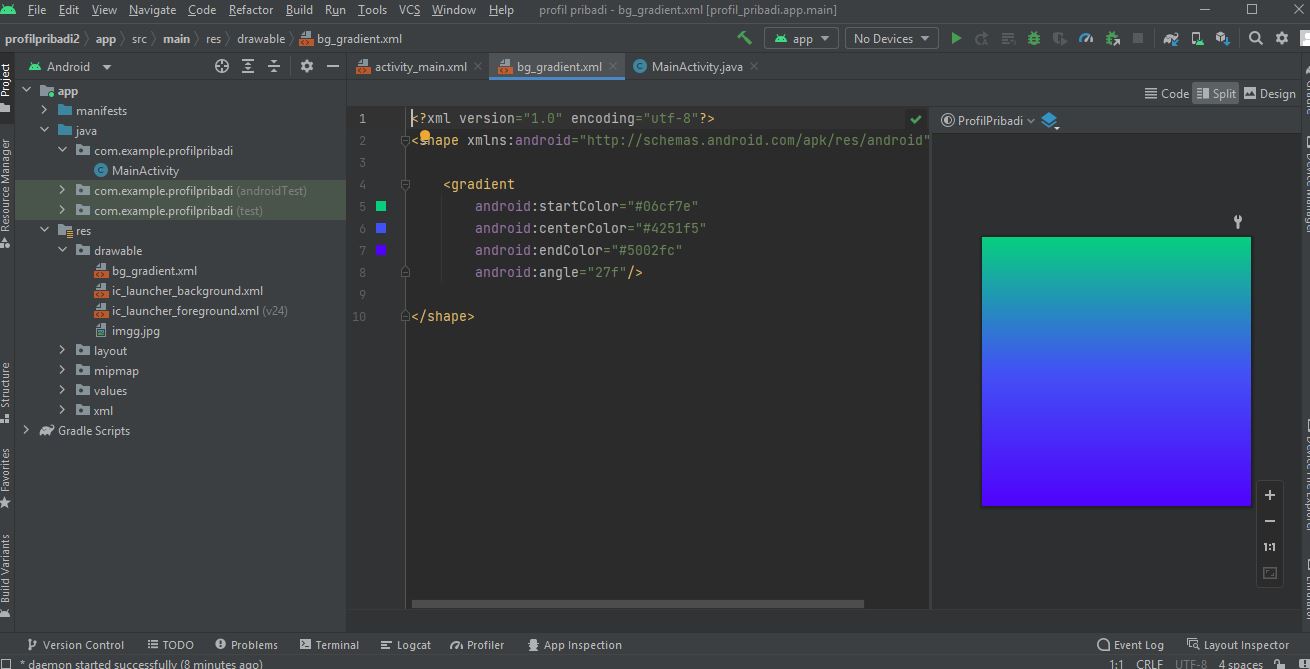 File Edit View Navigate Code Refactor Build Run Tools VCS Window Help profil pribadi - bg_gradient.xml [profil_pribadi.app.main]
profilpribadi2 app src main res drawable bg_gradient.xml app No Devices
Project
Resource Manager
Structure
Favorites
Build Variants
Android
app
manifests
java
com.example.profilpribadi
MainActivity
com.example.profilpribadi (androidTest)
com.example.profilpribadi (test)
res
drawable
bg_gradient.xml
ic_launcher_background.xml
ic_launcher_foreground.xml (v24)
imgg.jpg
layout
mipmap
values
xml
Gradle Scripts
activity_main.xml bg_gradient.xml MainActivity.java
Code Split Design
1 <?xml version="1.0" encoding="utf-8"?>
2 <shape xmlns:android="http://schemas.android.com/apk/res/android"
3
4 <gradient
5 android:startColor="#06cf7e"
6 android:centerColor="#4251f5"
7 android:endColor="#5002fc"
8 android:angle="27f"/>
9
10 </shape>
ProfilPribadi
1:1
Version Control TODO Problems Terminal Logcat Profiler App Inspection Event Log Layout Inspector
* daemon started successfully (8 minutes ago) 1:1 CRLF UTF-8 4 spaces